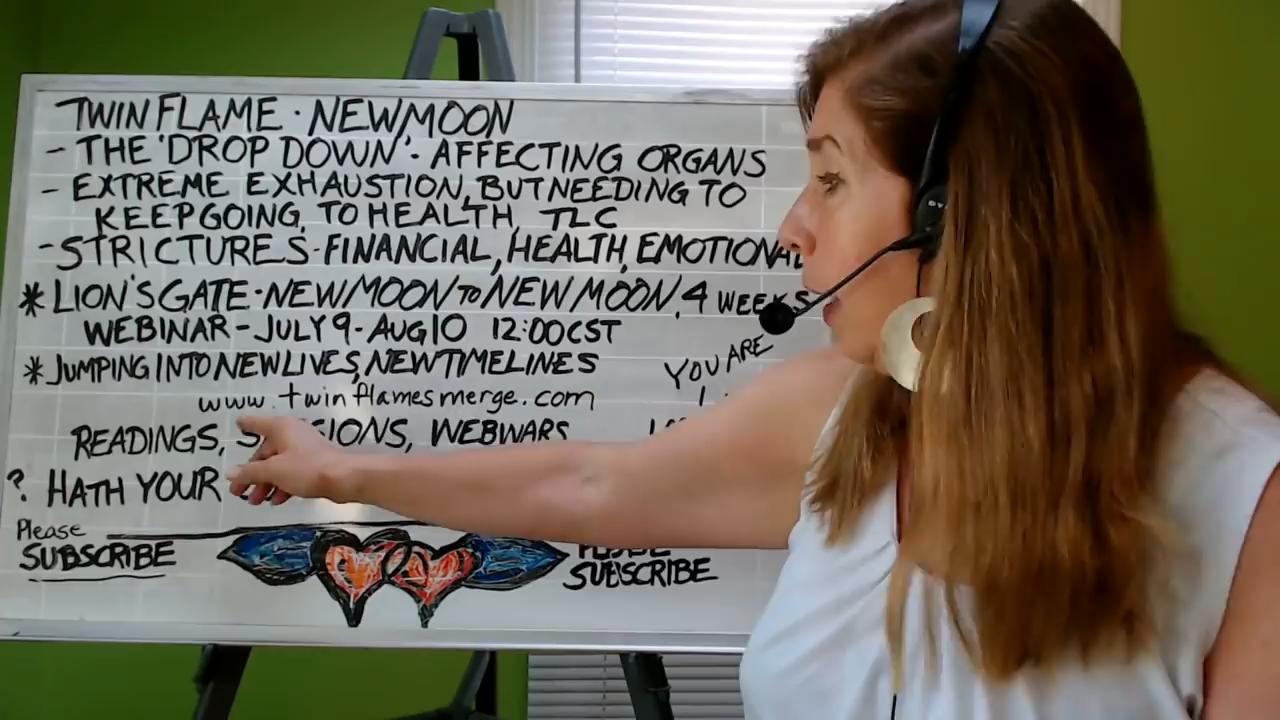 TWIN FLAME · NEW MOON
- THE 'DROP DOWN' - AFFECTING ORGANS
- EXTREME EXHAUSTION, BUT NEEDING TO
KEEP GOING, TO HEALTH, TLC
- STRICTURES - FINANCIAL, HEALTH, EMOTIONAL
* LION'S GATE - NEW MOON TO NEW MOON, 4 WEEKS
WEBINAR - JULY 9 - AUG 10 12:00 CST
* JUMPING INTO NEW LIVES, NEW TIMELINES
YOU ARE
www.twinflamesmerge.com
READINGS, WEBINARS
? HATH YOUR
Please
SUBSCRIBE
PLEASE
SUBSCRIBE